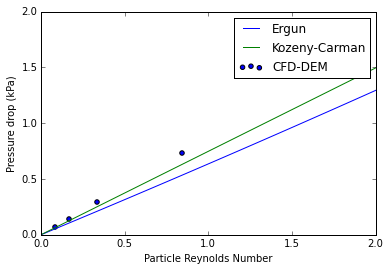 2.0
1.5
1.0
0.5
0.0
Pressure drop (kPa)
Ergun
Kozeny-Carman
CFD-DEM
0.0 0.5 1.0 1.5 2.0
Particle Reynolds Number